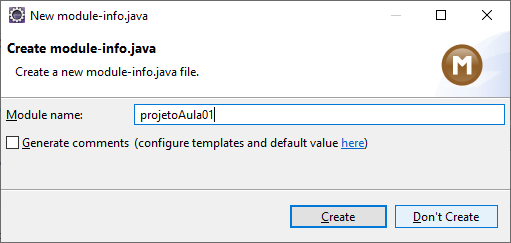 New module-info.java
Create module-info.java
Create a new module-info.java file.
M
Module name: projetoAula01
Generate comments (configure templates and default value here)
Create Don't Create